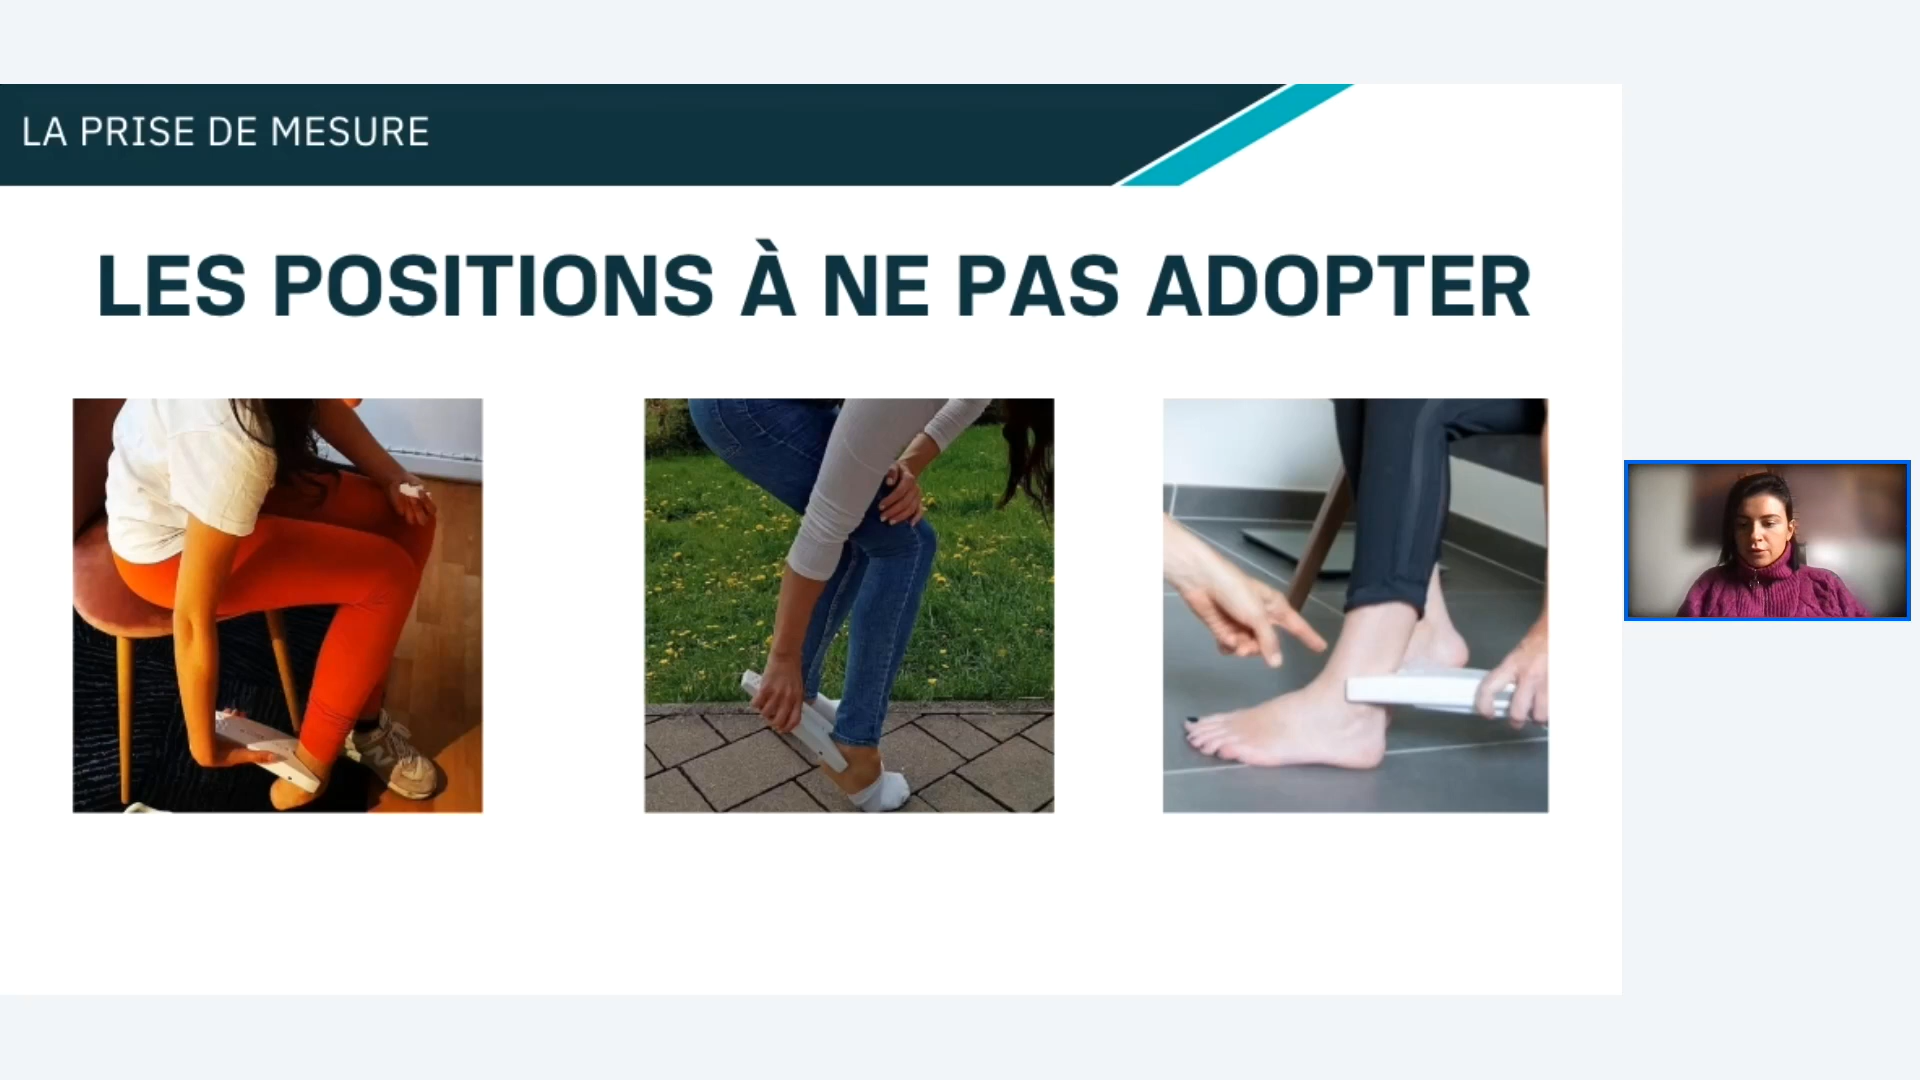 LA PRISE DE MESURE
LES POSITIONS À NE PAS ADOPTER